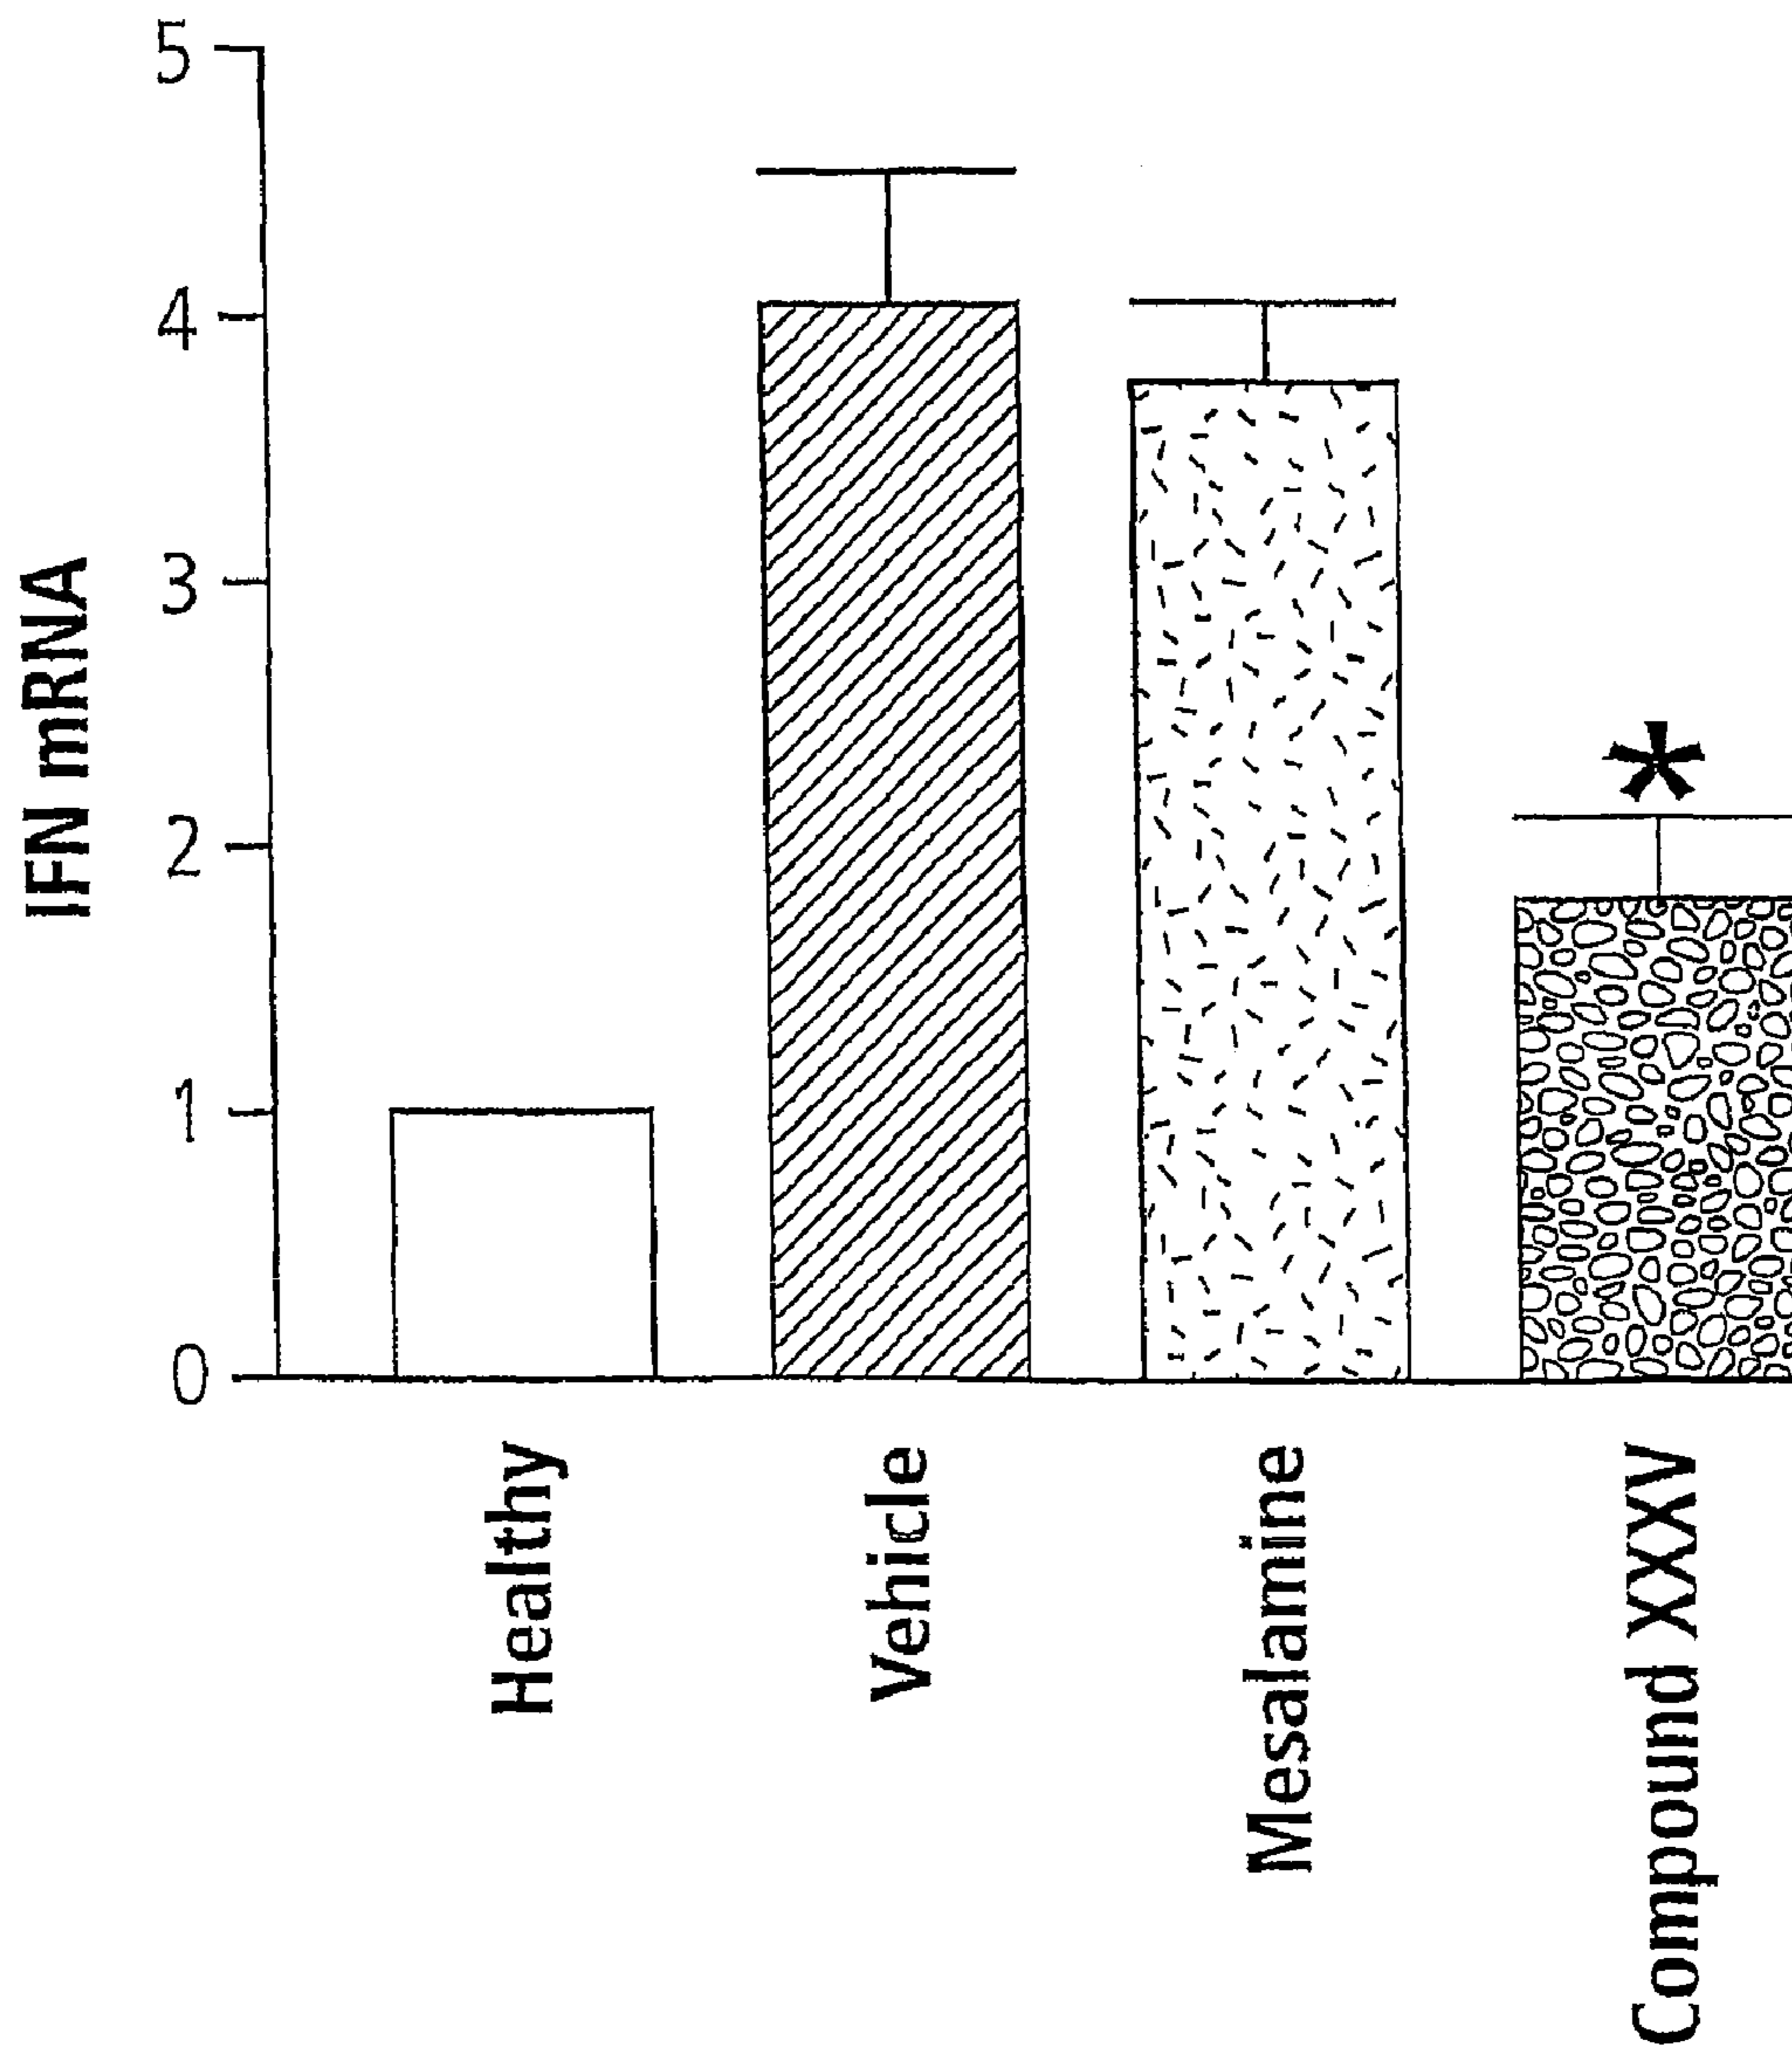 5
4
3
2
1
0
IFN mRNA
*
Healthy
Vehicle
Mesalamine
Compound XXXV